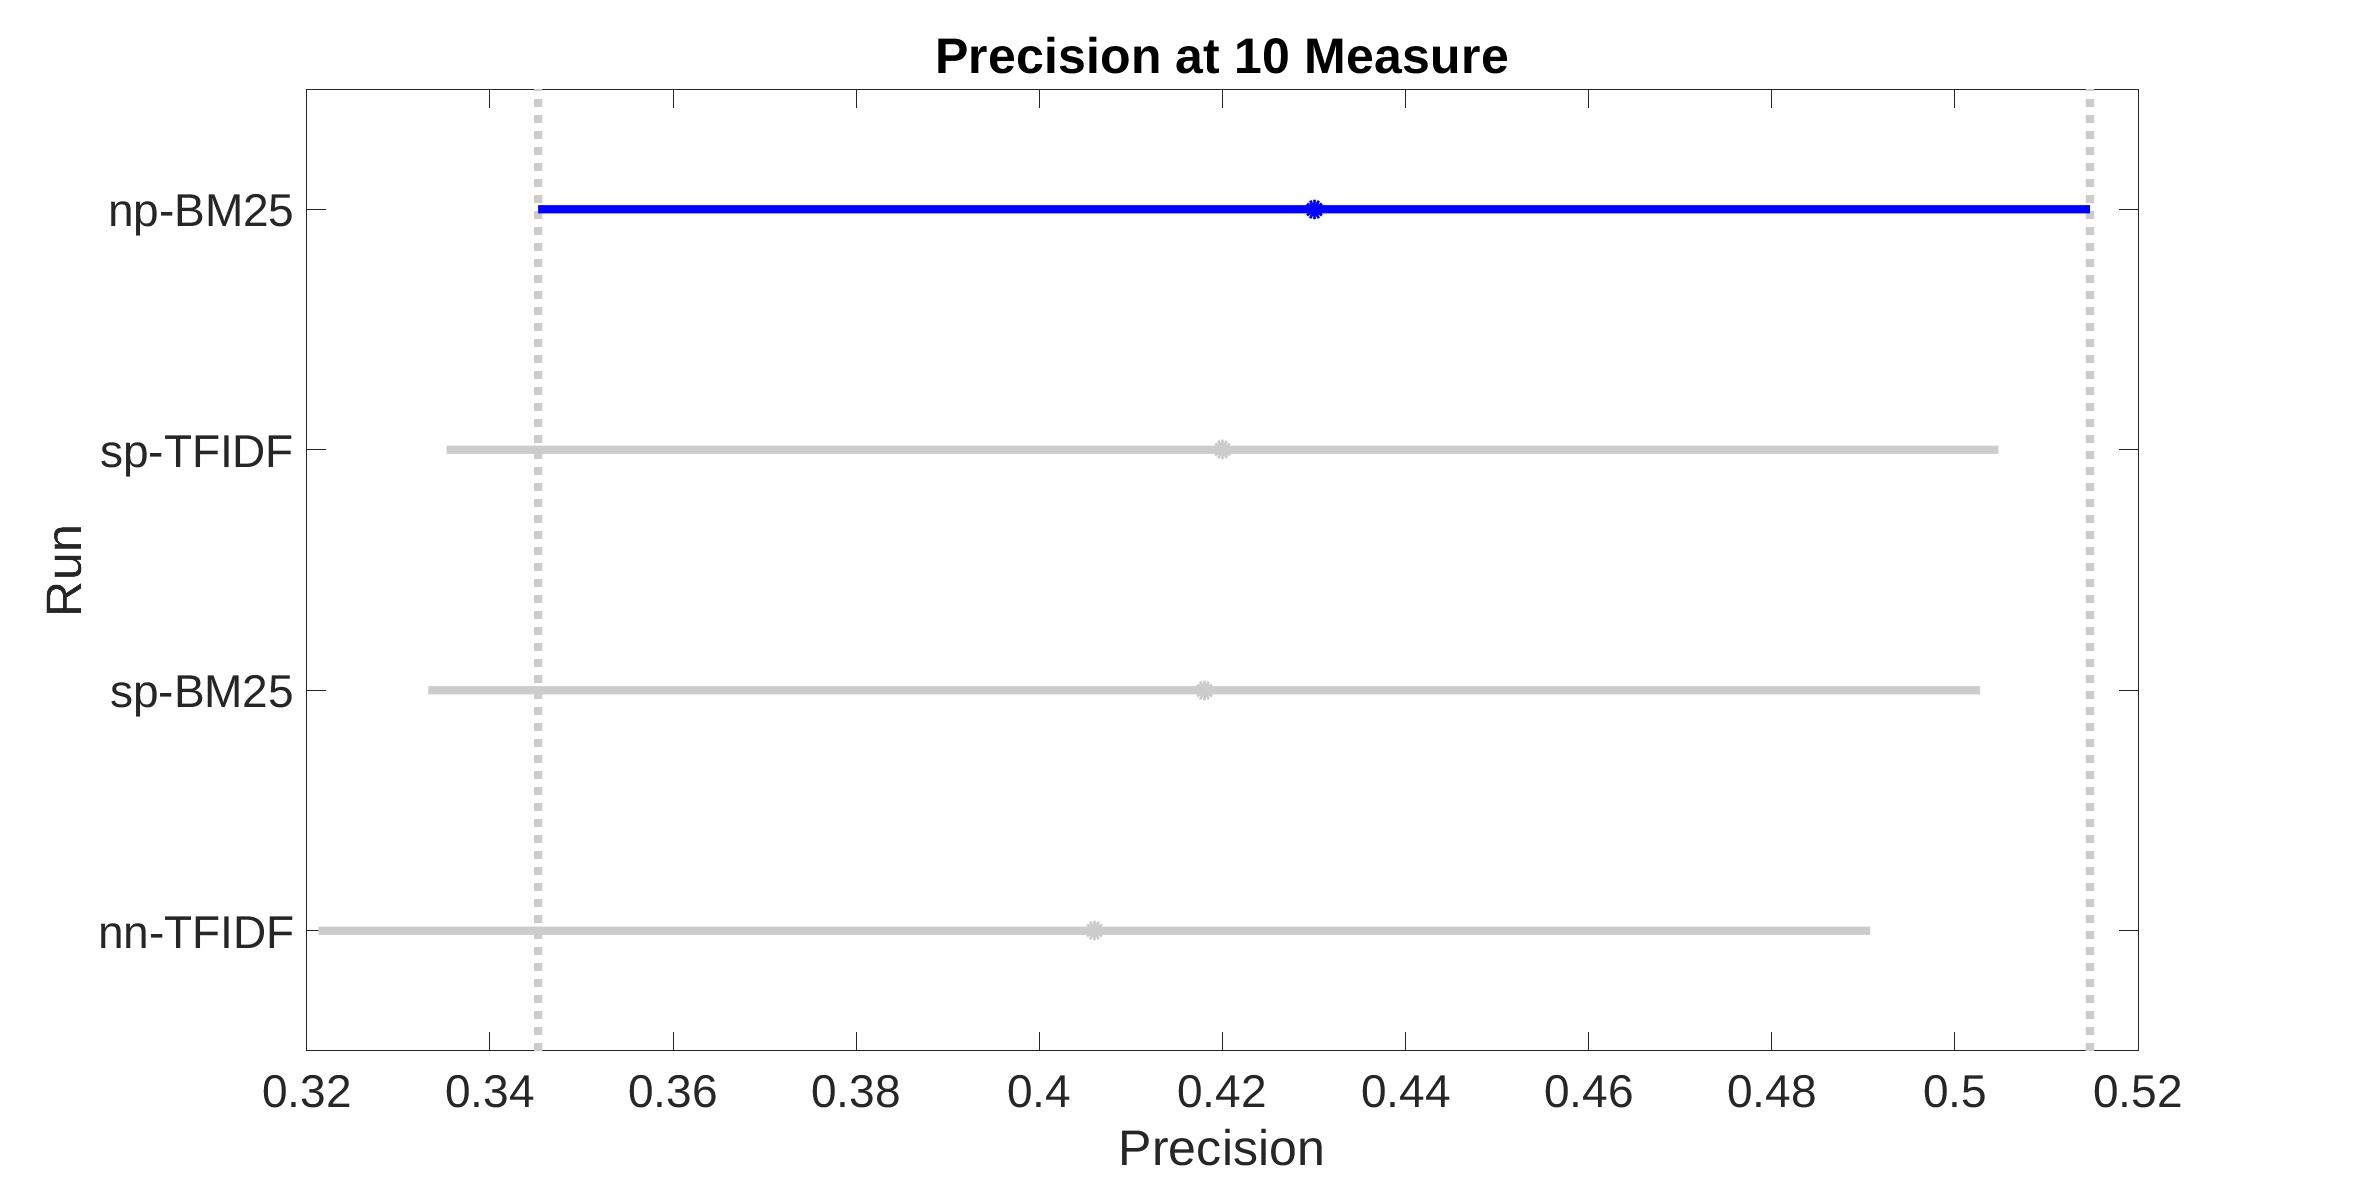 Precision at 10 Measure
np-BM25
sp-TFIDF
sp-BM25
nn-TFIDF
Run
0.32 0.34 0.36 0.38 0.4 0.42 0.44 0.46 0.48 0.5 0.52
Precision